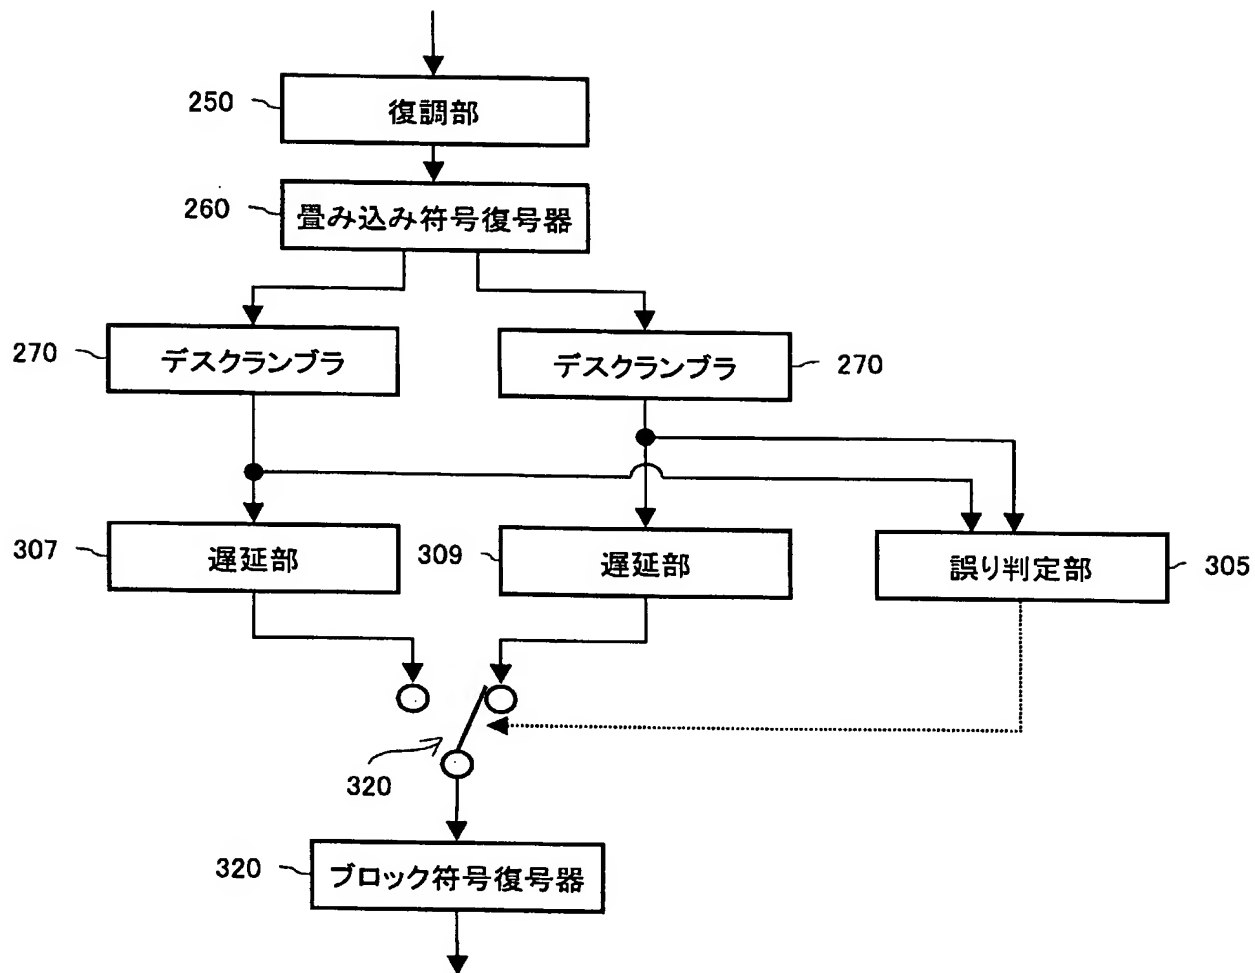 250
復調部
260
畳み込み符号復号器
270
デスクランブラ
デスクランブラ
270
307
遅延部
309
遅延部
誤り判定部
305
320
320
ブロック符号復号器